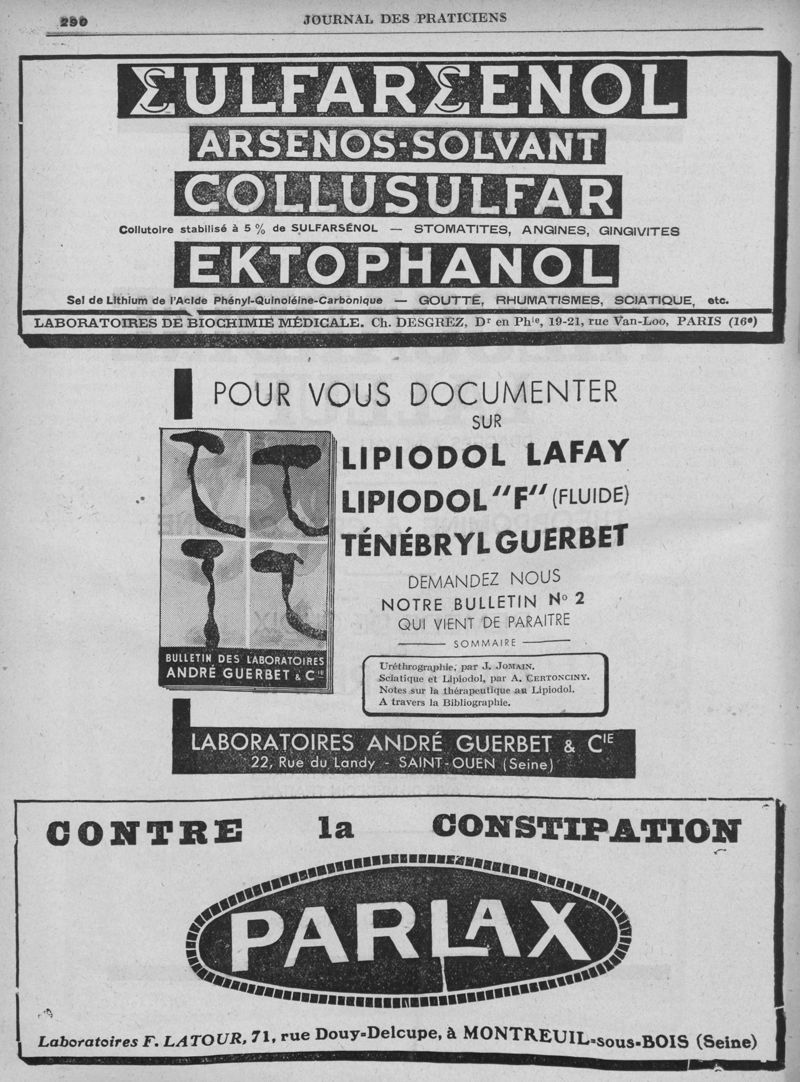 290
JOURNAL DES PRATICIENS
ΣULFARΣENOL
ARSENOS-SOLVANT
COLLUSULFAR
Collutoire stabilisé à 5 % de SULFARSÉNOL — STOMATITES, ANGINES, GINGIVITES
EKTOPHANOL
Sel de Lithium de l'Acide Phényl-Quinoléine-Carbonique — GOUTTE, RHUMATISMES, SCIATIQUE, etc.
LABORATOIRES DE BIOCHIMIE MÉDICALE. Ch. DESGREZ, Dr en Phie, 19-21, rue Van-Loo, PARIS (16e)
POUR VOUS DOCUMENTER
SUR
LIPIODOL LAFAY
LIPIODOL "F" (FLUIDE)
TÉNÉBRYL GUERBET
DEMANDEZ NOUS
NOTRE BULLETIN No 2
QUI VIENT DE PARAITRE
SOMMAIRE
Uréthrographie, par J. JOMAIN.
Sciatique et Lipiodol, par A. CERTONCINY.
Notes sur la thérapeutique au Lipiodol.
A travers la Bibliographie.
BULLETIN DES LABORATOIRES
ANDRÉ GUERBET & CIE
LABORATOIRES ANDRÉ GUERBET & CIE
22, Rue du Landy - SAINT-OUEN (Seine)
CONTRE la CONSTIPATION
PARLAX
Laboratoires F. LATOUR, 71, rue Douy-Delcupe, à MONTREUIL-sous-BOIS (Seine)